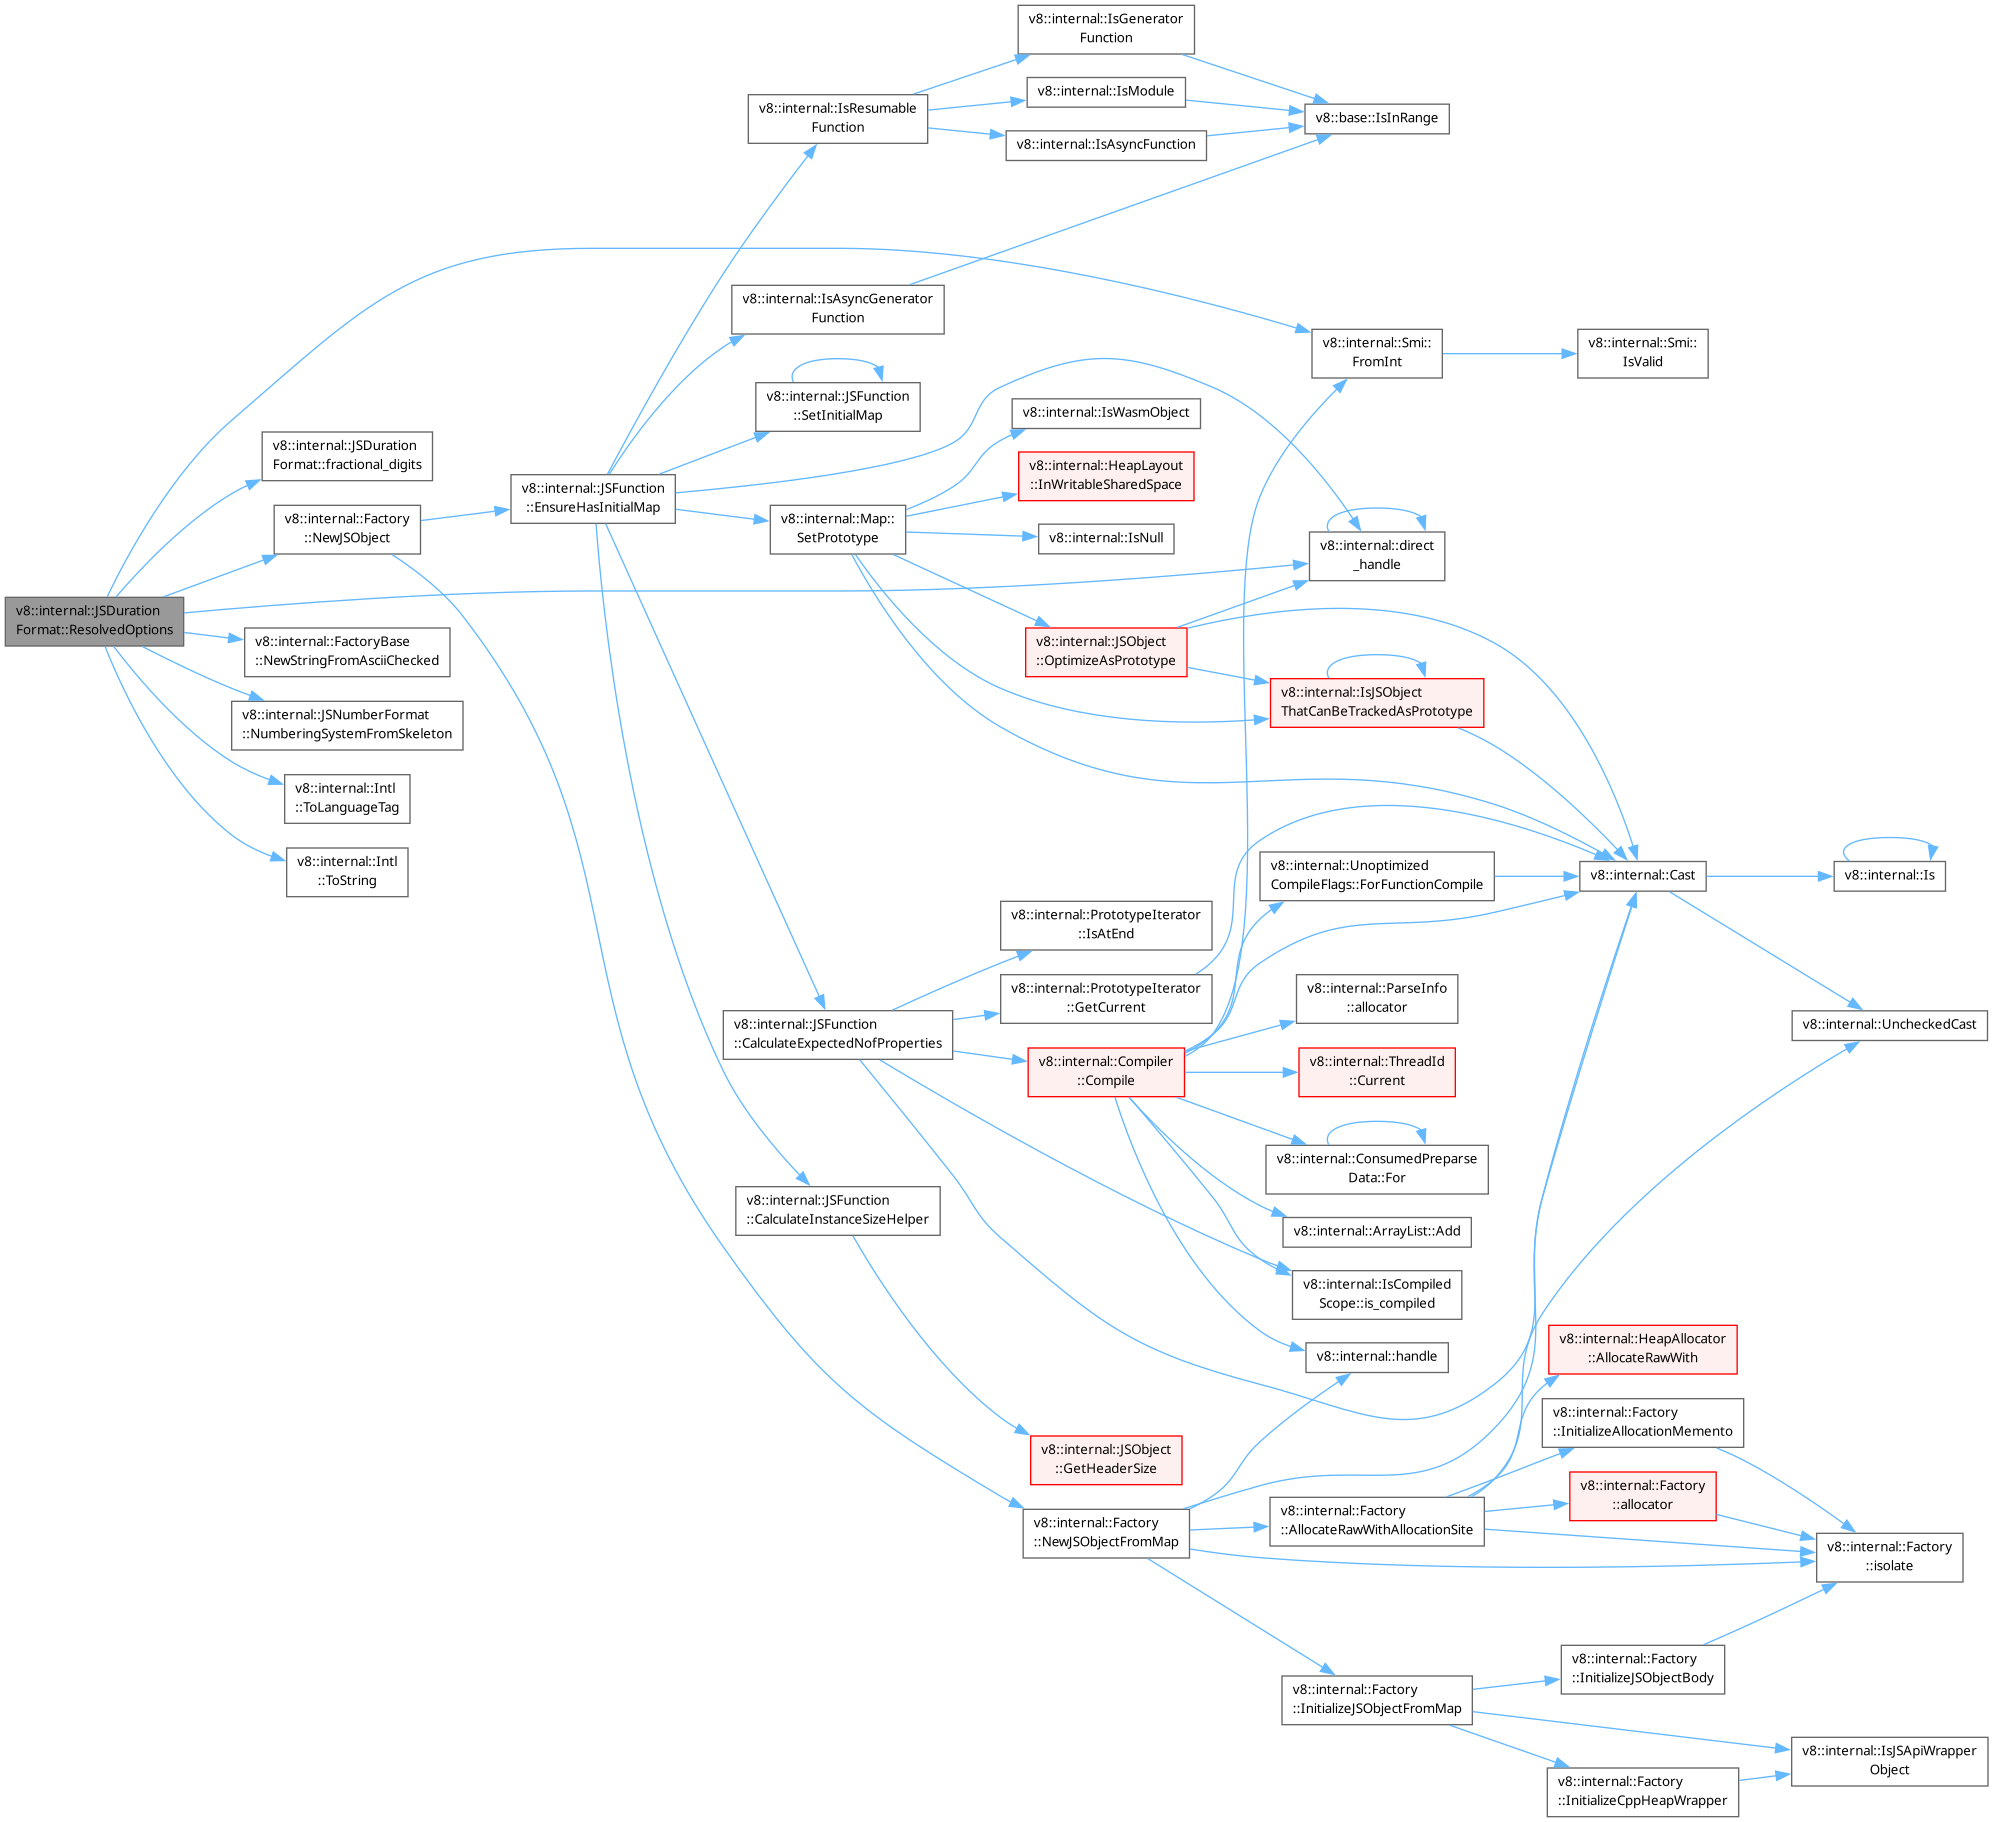 v8::internal::JSDuration
Format::ResolvedOptions
v8::internal::JSDuration
Format::fractional_digits
v8::internal::Factory
::NewJSObject
v8::internal::FactoryBase
::NewStringFromAsciiChecked
v8::internal::JSNumberFormat
::NumberingSystemFromSkeleton
v8::internal::Intl
::ToLanguageTag
v8::internal::Intl
::ToString
v8::internal::JSFunction
::EnsureHasInitialMap
v8::internal::IsResumable
Function
v8::internal::IsAsyncGenerator
Function
v8::internal::JSFunction
::SetInitialMap
v8::internal::Map::
SetPrototype
v8::internal::JSFunction
::CalculateExpectedNofProperties
v8::internal::JSFunction
::CalculateInstanceSizeHelper
v8::internal::IsGenerator
Function
v8::internal::IsModule
v8::internal::IsAsyncFunction
v8::internal::IsWasmObject
v8::internal::HeapLayout
::InWritableSharedSpace
v8::internal::IsNull
v8::internal::JSObject
::OptimizeAsPrototype
v8::internal::PrototypeIterator
::IsAtEnd
v8::internal::PrototypeIterator
::GetCurrent
v8::internal::Compiler
::Compile
v8::internal::JSObject
::GetHeaderSize
v8::internal::Factory
::NewJSObjectFromMap
v8::base::IsInRange
v8::internal::Smi::
FromInt
v8::internal::direct
_handle
v8::internal::IsJSObject
ThatCanBeTrackedAsPrototype
v8::internal::Unoptimized
CompileFlags::ForFunctionCompile
v8::internal::ParseInfo
::allocator
v8::internal::ThreadId
::Current
v8::internal::ConsumedPreparse
Data::For
v8::internal::ArrayList::Add
v8::internal::IsCompiled
Scope::is_compiled
v8::internal::handle
v8::internal::Factory
::AllocateRawWithAllocationSite
v8::internal::Factory
::InitializeJSObjectFromMap
v8::internal::Smi::
IsValid
v8::internal::Cast
v8::internal::HeapAllocator
::AllocateRawWith
v8::internal::Factory
::InitializeAllocationMemento
v8::internal::Factory
::allocator
v8::internal::Factory
::InitializeJSObjectBody
v8::internal::Factory
::InitializeCppHeapWrapper
v8::internal::Is
v8::internal::UncheckedCast
v8::internal::Factory
::isolate
v8::internal::IsJSApiWrapper
Object